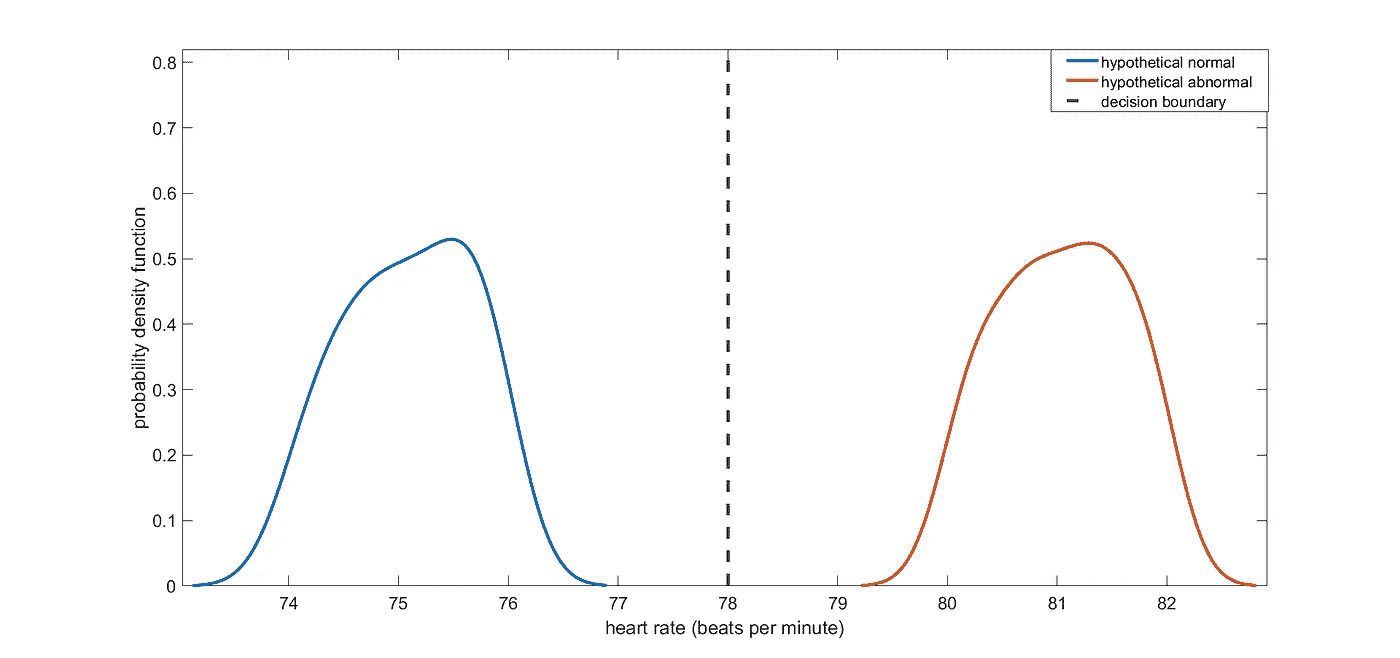 hypothetical normal
hypothetical abnormal
decision boundary
0.8
0.7
0.6
0.5
0.4
0.3
0.2
0.1
0
probability density function
74 75 76 77 78 79 80 81 82
heart rate (beats per minute)